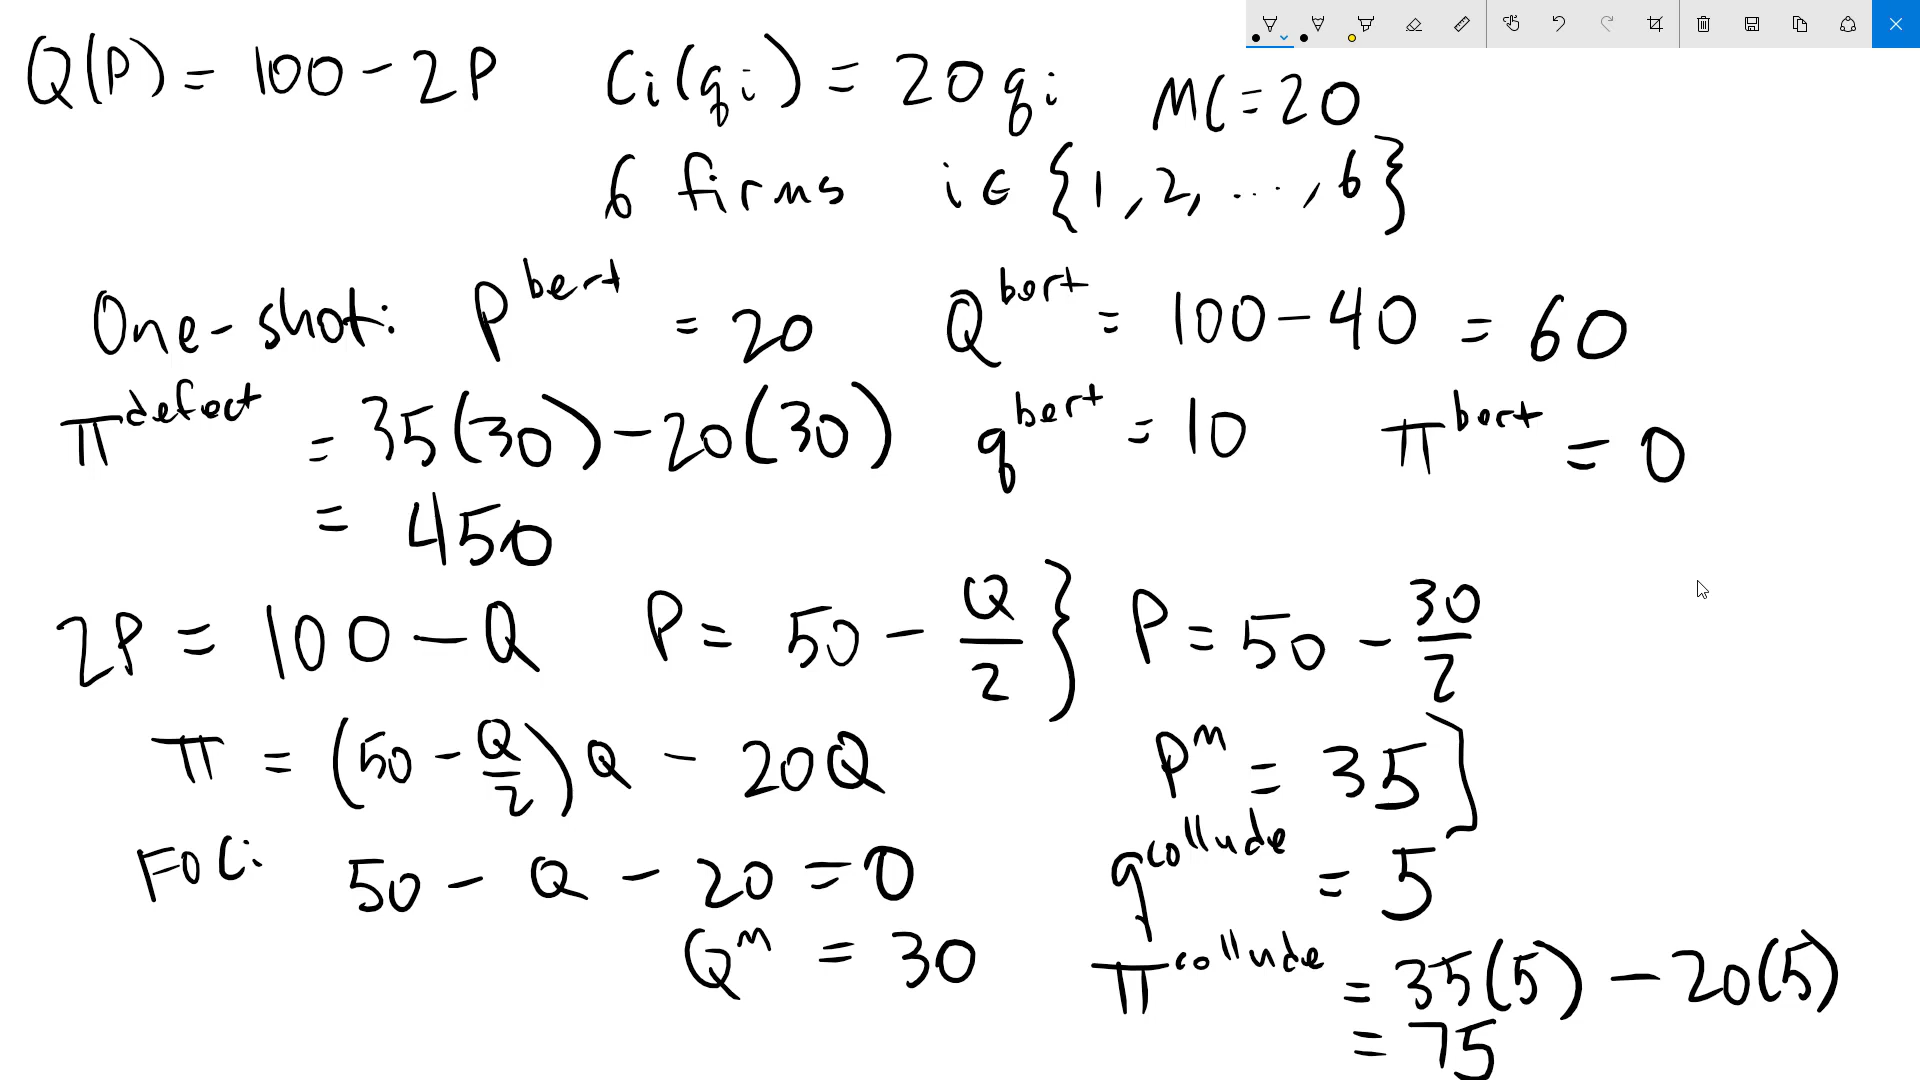 Q(P) = 100 - 2P    Ci(qi) = 20qi    MC = 20
6 firms    i ∈ {1, 2, ..., 6}
One-shot: P^bert = 20    Q^bert = 100 - 40 = 60
π^defect = 35(30) - 20(30)    q^bert = 10    π^bert = 0
= 450
2P = 100 - Q    P = 50 - Q/2 }    P = 50 - 30/2
π = (50 - Q/2)Q - 20Q    P^m = 35]
FOC: 50 - Q - 20 = 0    q^collude = 5
Q^m = 30    π^collude = 35(5) - 20(5)
= 75